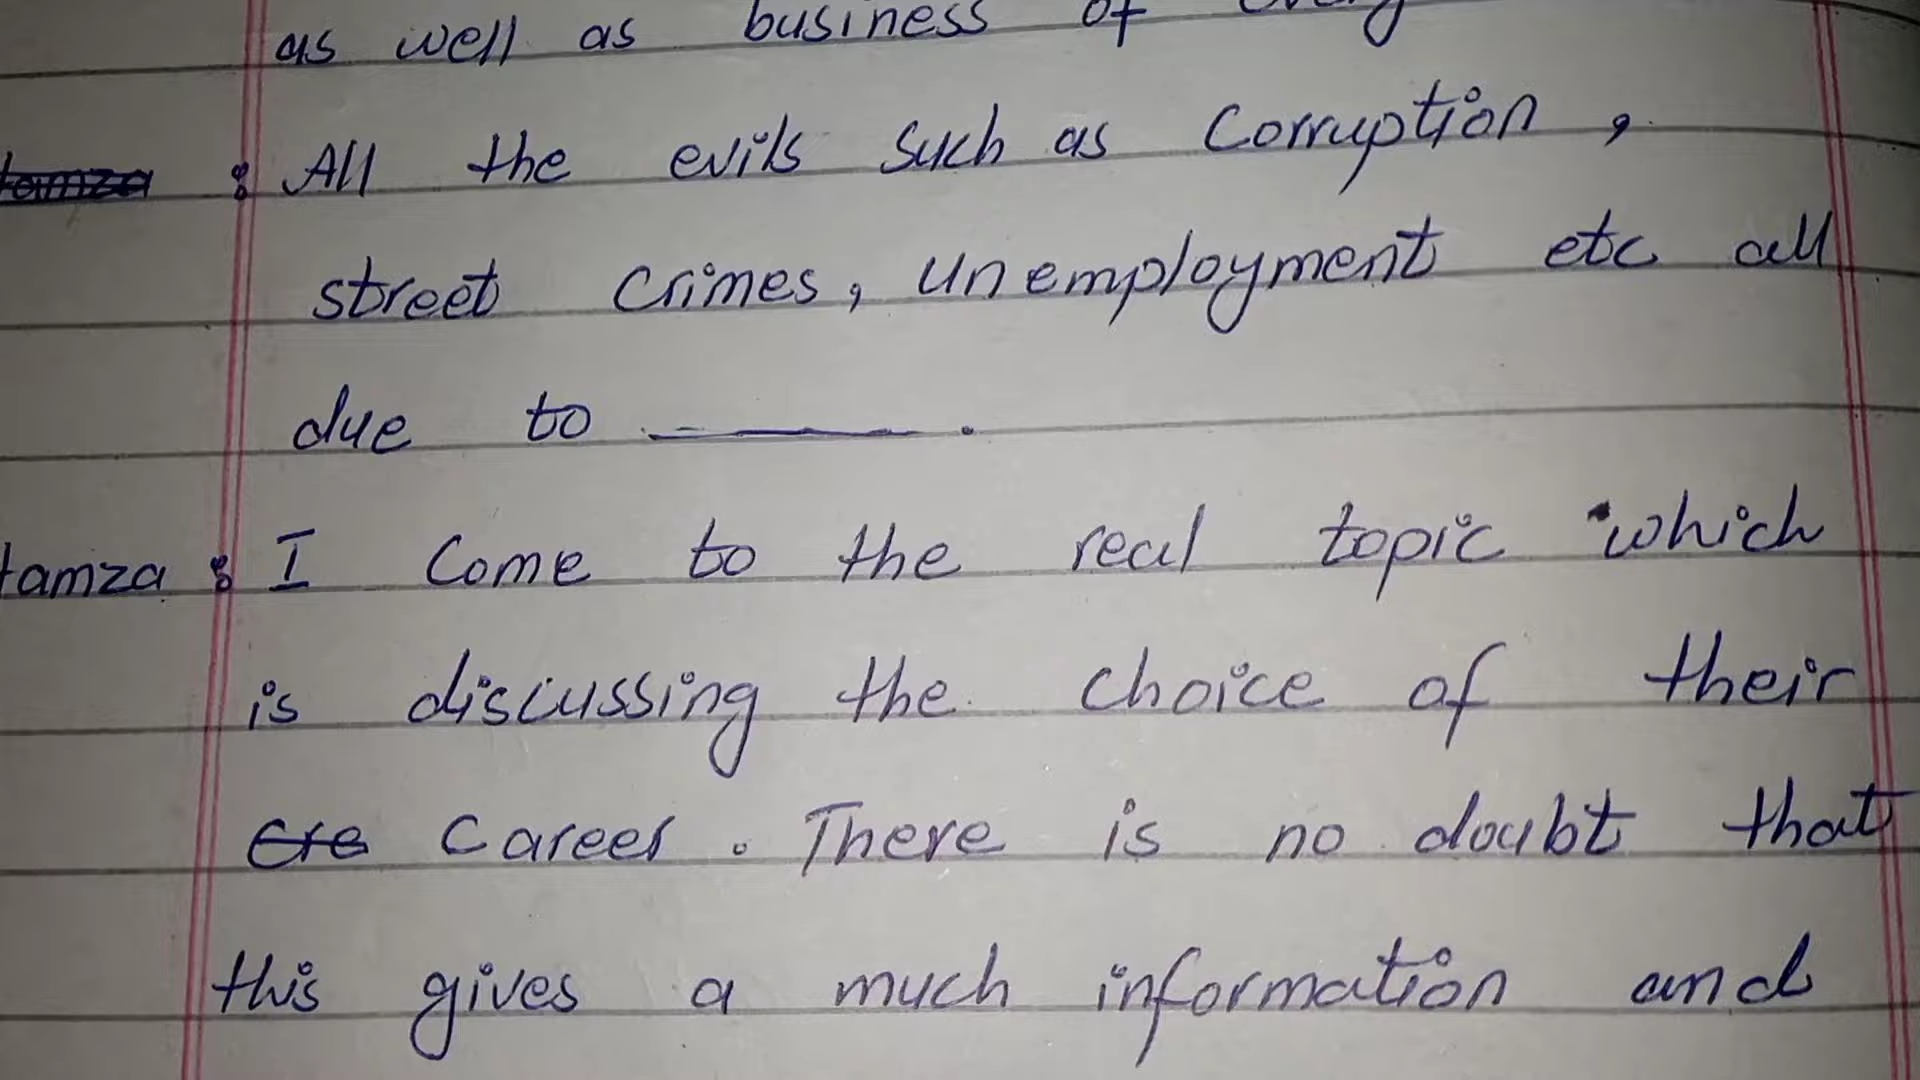 as well as business of every
: All the evils such as Corruption,
street crimes, unemployment etc all
due to ______.
tamza : I Come to the real topic which
is discussing the choice of their
Career. There is no doubt that
this gives a much information and